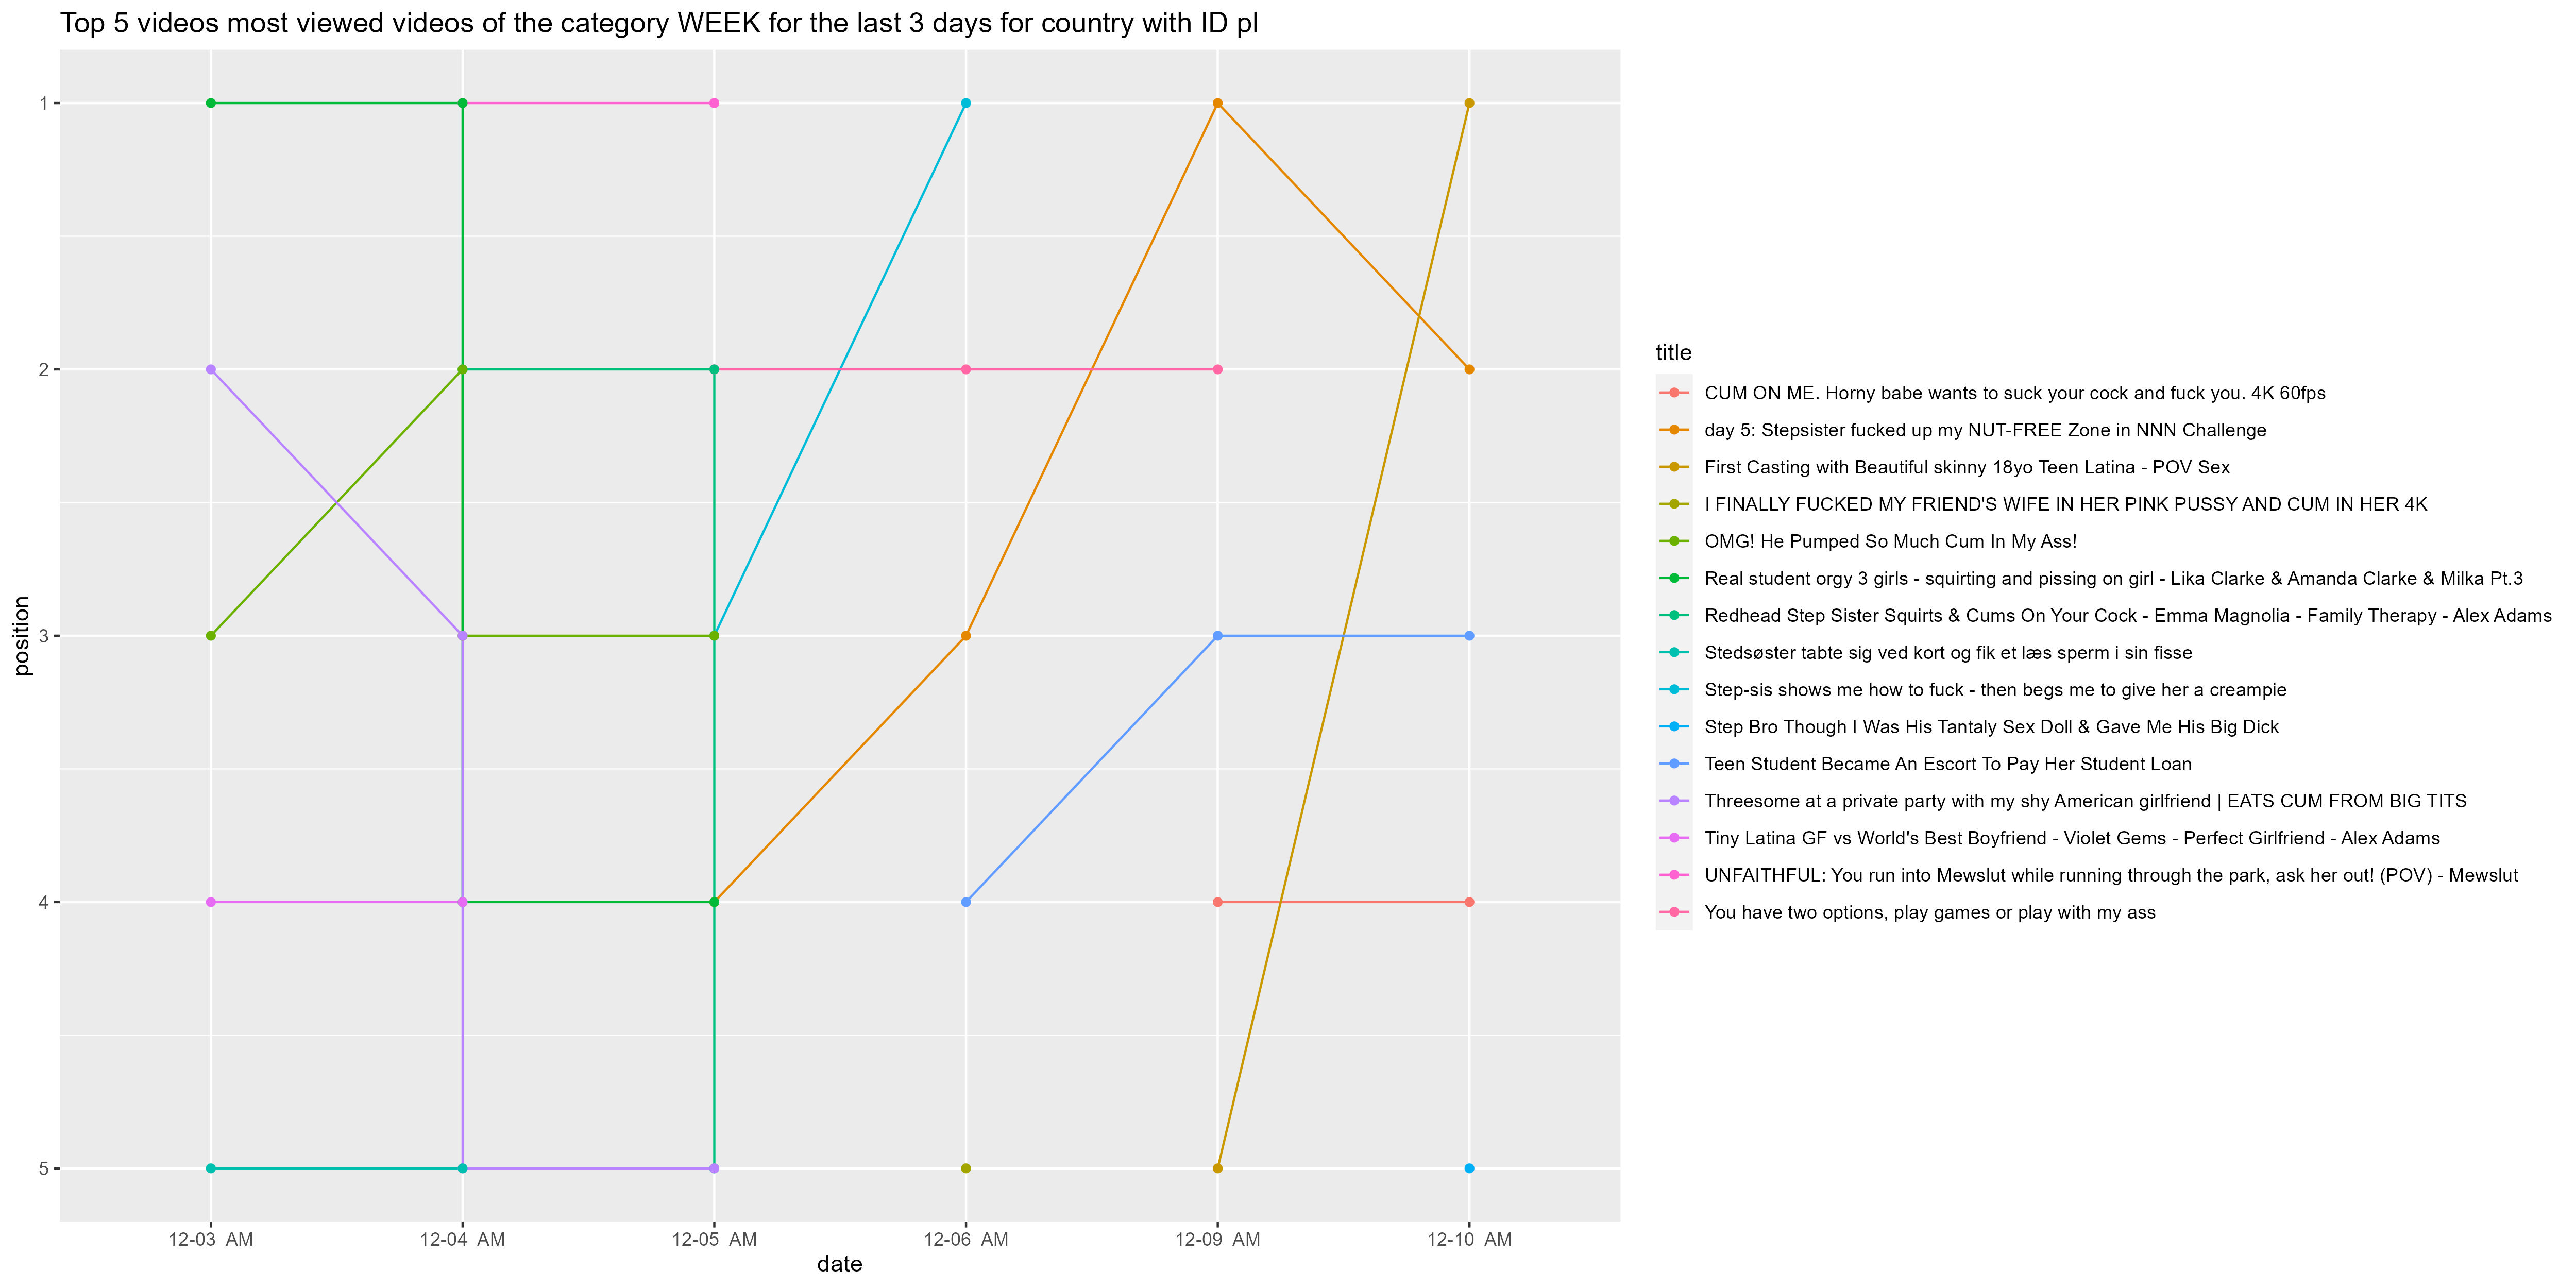 Top 5 videos most viewed videos of the category WEEK for the last 3 days for country with ID pl
position
1
2
3
4
5
12-03 AM
12-04 AM
12-05 AM
12-06 AM
12-09 AM
12-10 AM
date
title
CUM ON ME. Horny babe wants to suck your cock and fuck you. 4K 60fps
day 5: Stepsister fucked up my NUT-FREE Zone in NNN Challenge
First Casting with Beautiful skinny 18yo Teen Latina - POV Sex
I FINALLY FUCKED MY FRIEND'S WIFE IN HER PINK PUSSY AND CUM IN HER 4K
OMG! He Pumped So Much Cum In My Ass!
Real student orgy 3 girls - squirting and pissing on girl - Lika Clarke & Amanda Clarke & Milka Pt.3
Redhead Step Sister Squirts & Cums On Your Cock - Emma Magnolia - Family Therapy - Alex Adams
Stedsøster tabte sig ved kort og fik et læs sperm i sin fisse
Step-sis shows me how to fuck - then begs me to give her a creampie
Step Bro Though I Was His Tantaly Sex Doll & Gave Me His Big Dick
Teen Student Became An Escort To Pay Her Student Loan
Threesome at a private party with my shy American girlfriend | EATS CUM FROM BIG TITS
Tiny Latina GF vs World's Best Boyfriend - Violet Gems - Perfect Girlfriend - Alex Adams
UNFAITHFUL: You run into Mewslut while running through the park, ask her out! (POV) - Mewslut
You have two options, play games or play with my ass